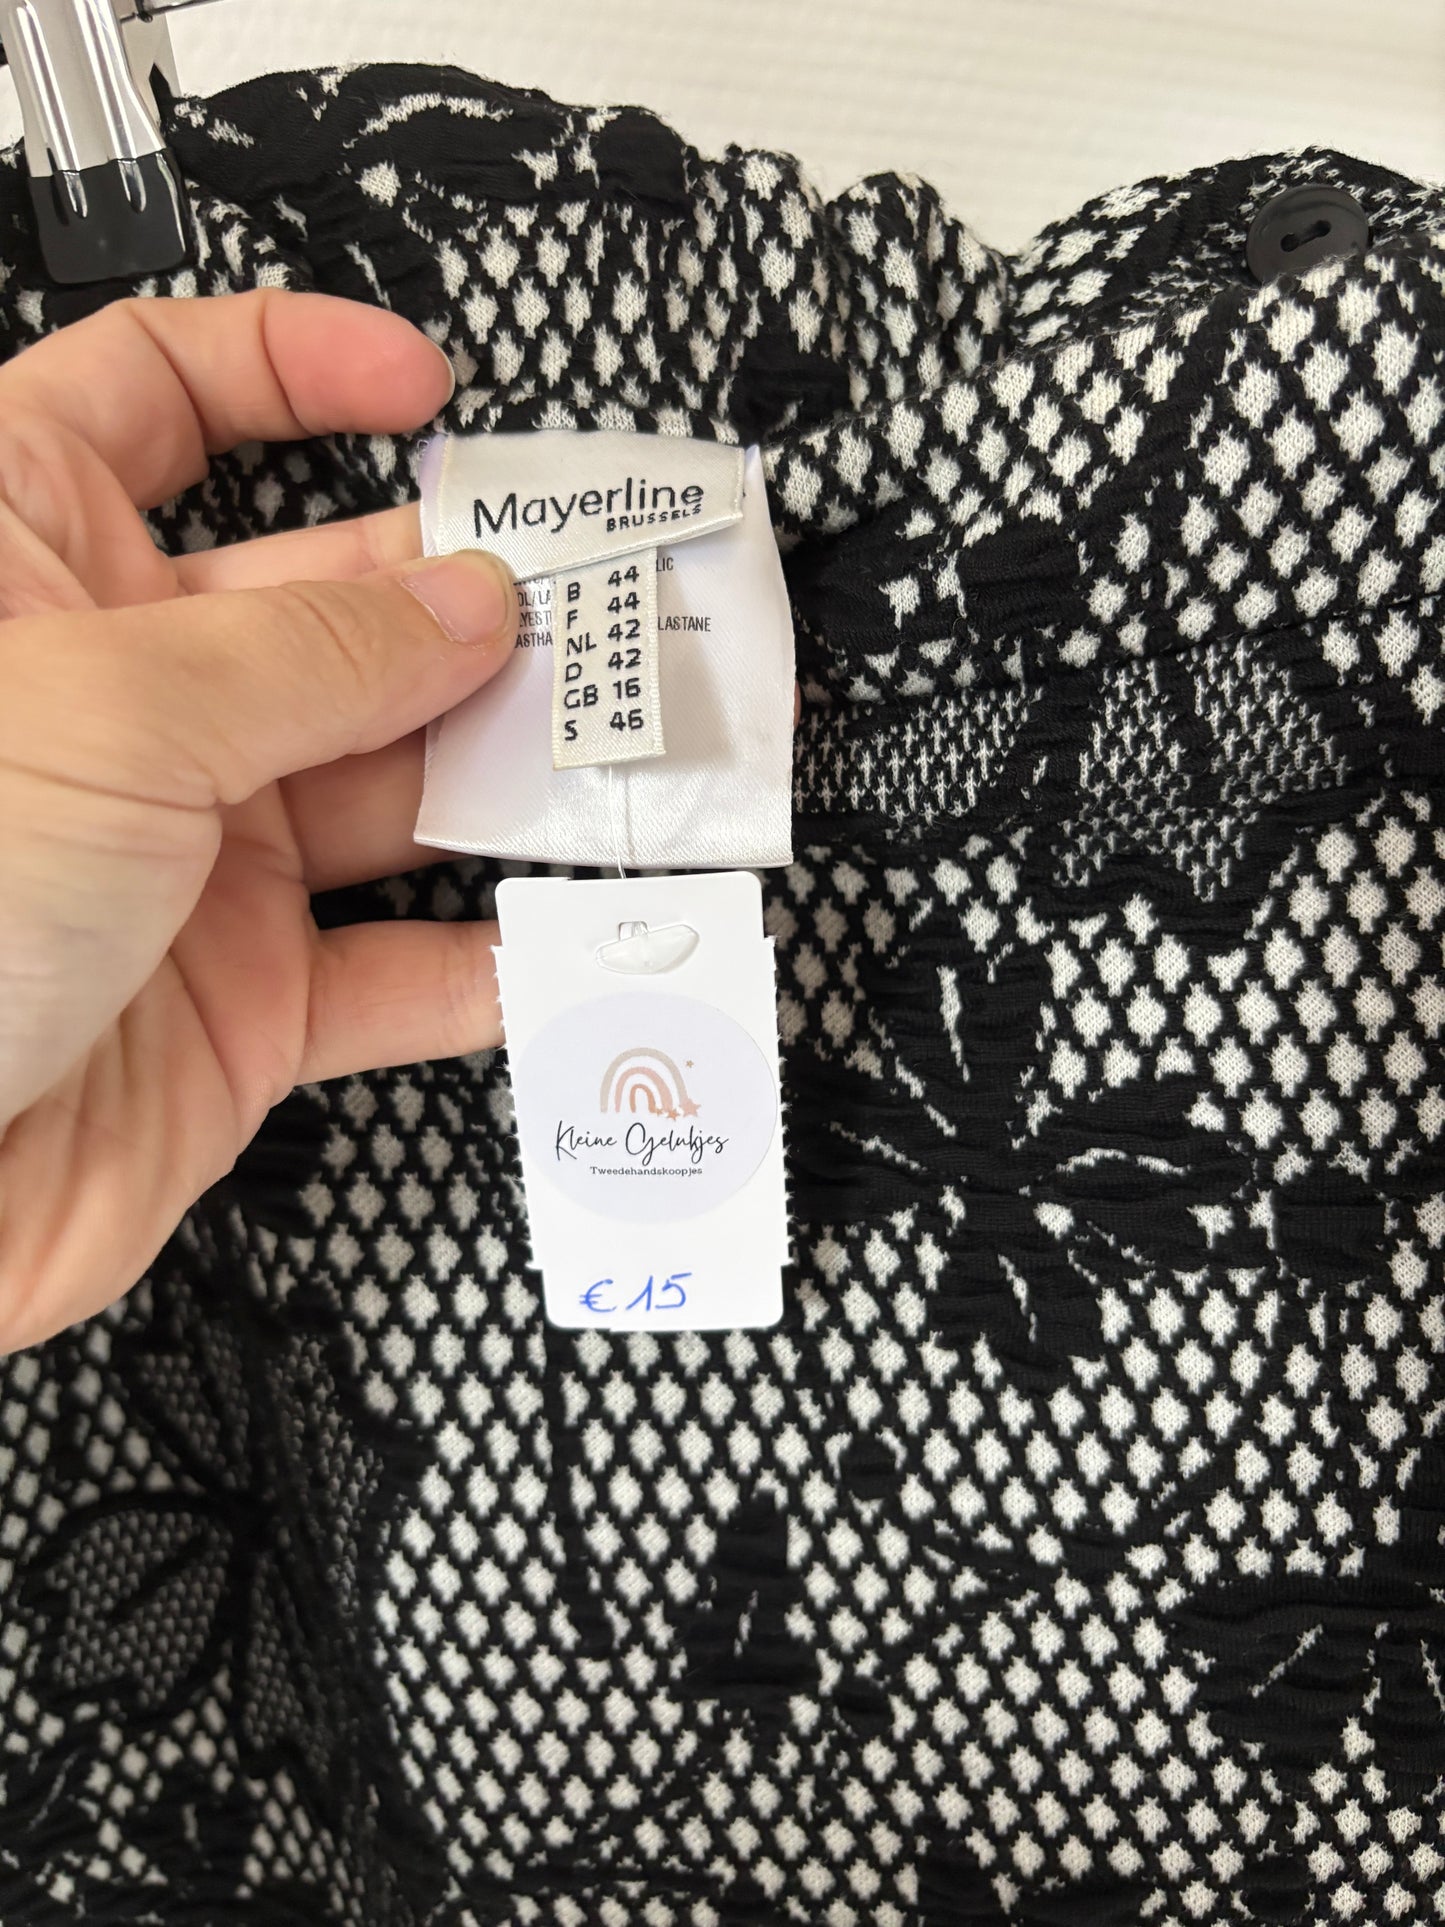 Mayerline
BRUSSELS
B 44
F 44
NL 42
D 42
GB 16
S 46
Kleine Gelukjes
Tweedehandskoopjes
€ 15